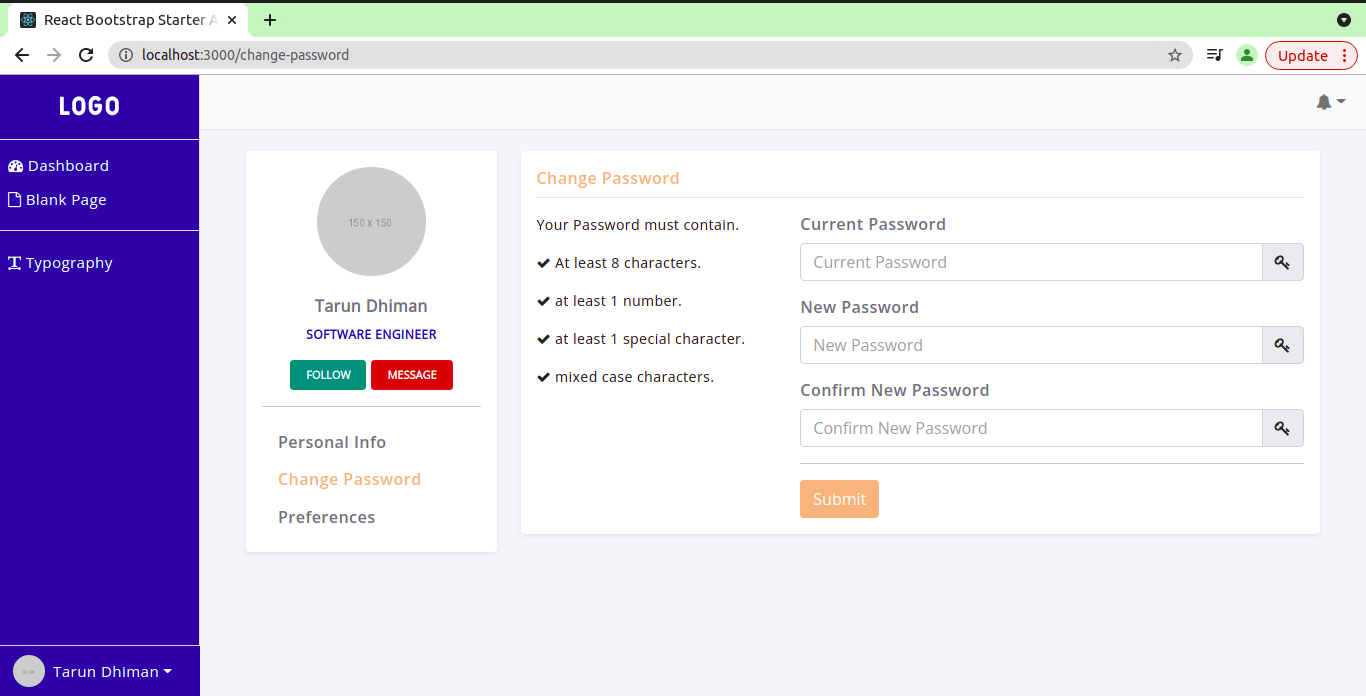 React Bootstrap Starter A
localhost:3000/change-password
Update
LOGO
Dashboard
Blank Page
Typography
Tarun Dhiman
150 x 150
Tarun Dhiman
SOFTWARE ENGINEER
FOLLOW
MESSAGE
Personal Info
Change Password
Preferences
Change Password
Your Password must contain.
At least 8 characters.
at least 1 number.
at least 1 special character.
mixed case characters.
Current Password
Current Password
New Password
New Password
Confirm New Password
Confirm New Password
Submit